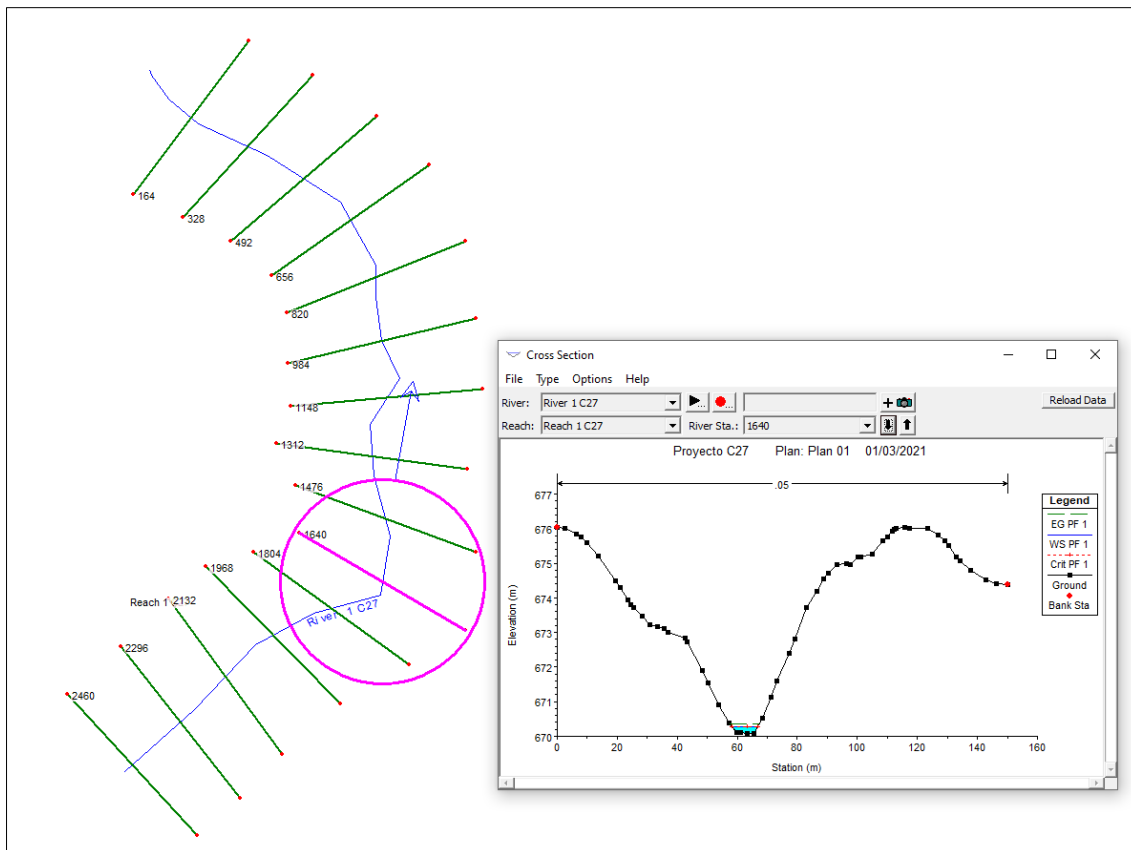 164
328
492
656
820
984
1148
1312
1476
1640
1804
1968
Reach 1
2132
2296
2460
River 1 C27
Cross Section
File Type Options Help
River: River 1 C27
Reload Data
Reach: Reach 1 C27 River Sta.: 1640
Proyecto C27 Plan: Plan 01 01/03/2021
.05
677
676
675
674
673
672
671
670
Elevation (m)
0 20 40 60 80 100 120 140 160
Station (m)
Legend
EG PF 1
WS PF 1
Crit PF 1
Ground
Bank Sta